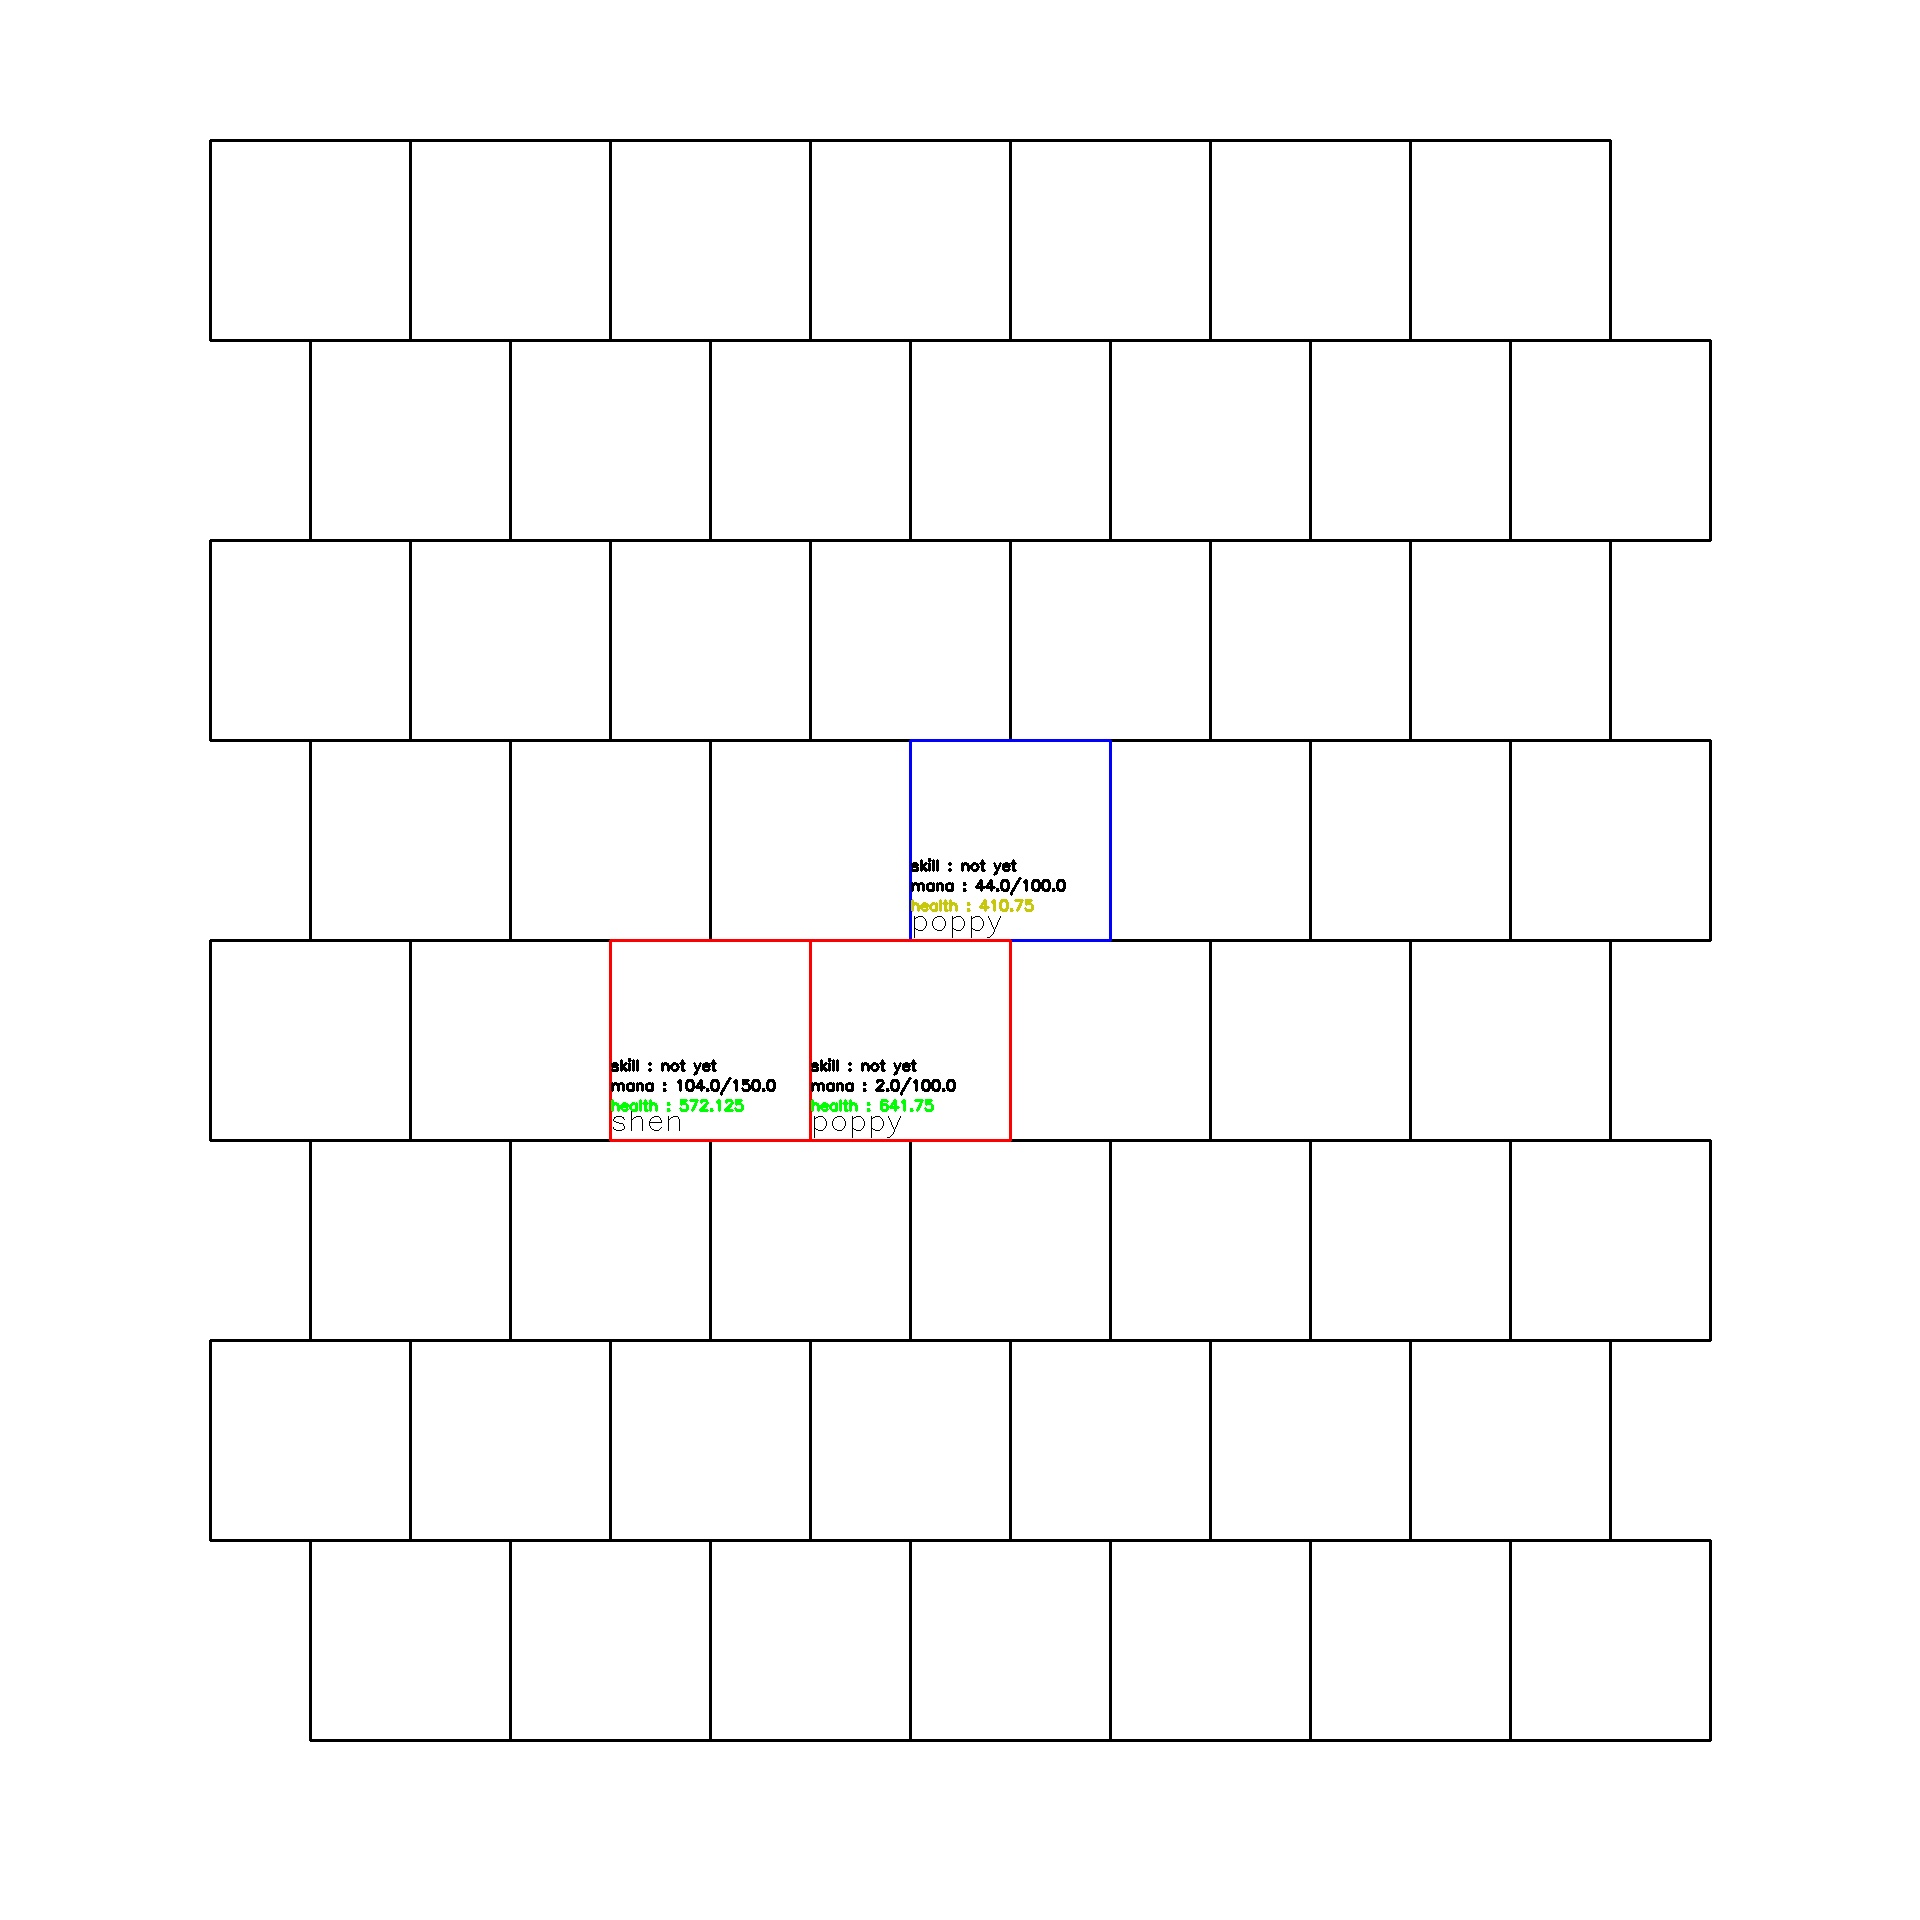 skill : not yet
mana : 44.0/100.0
health : 410.75
poppy
skill : not yet
mana : 104.0/150.0
health : 572.125
shen
skill : not yet
mana : 2.0/100.0
health : 641.75
poppy